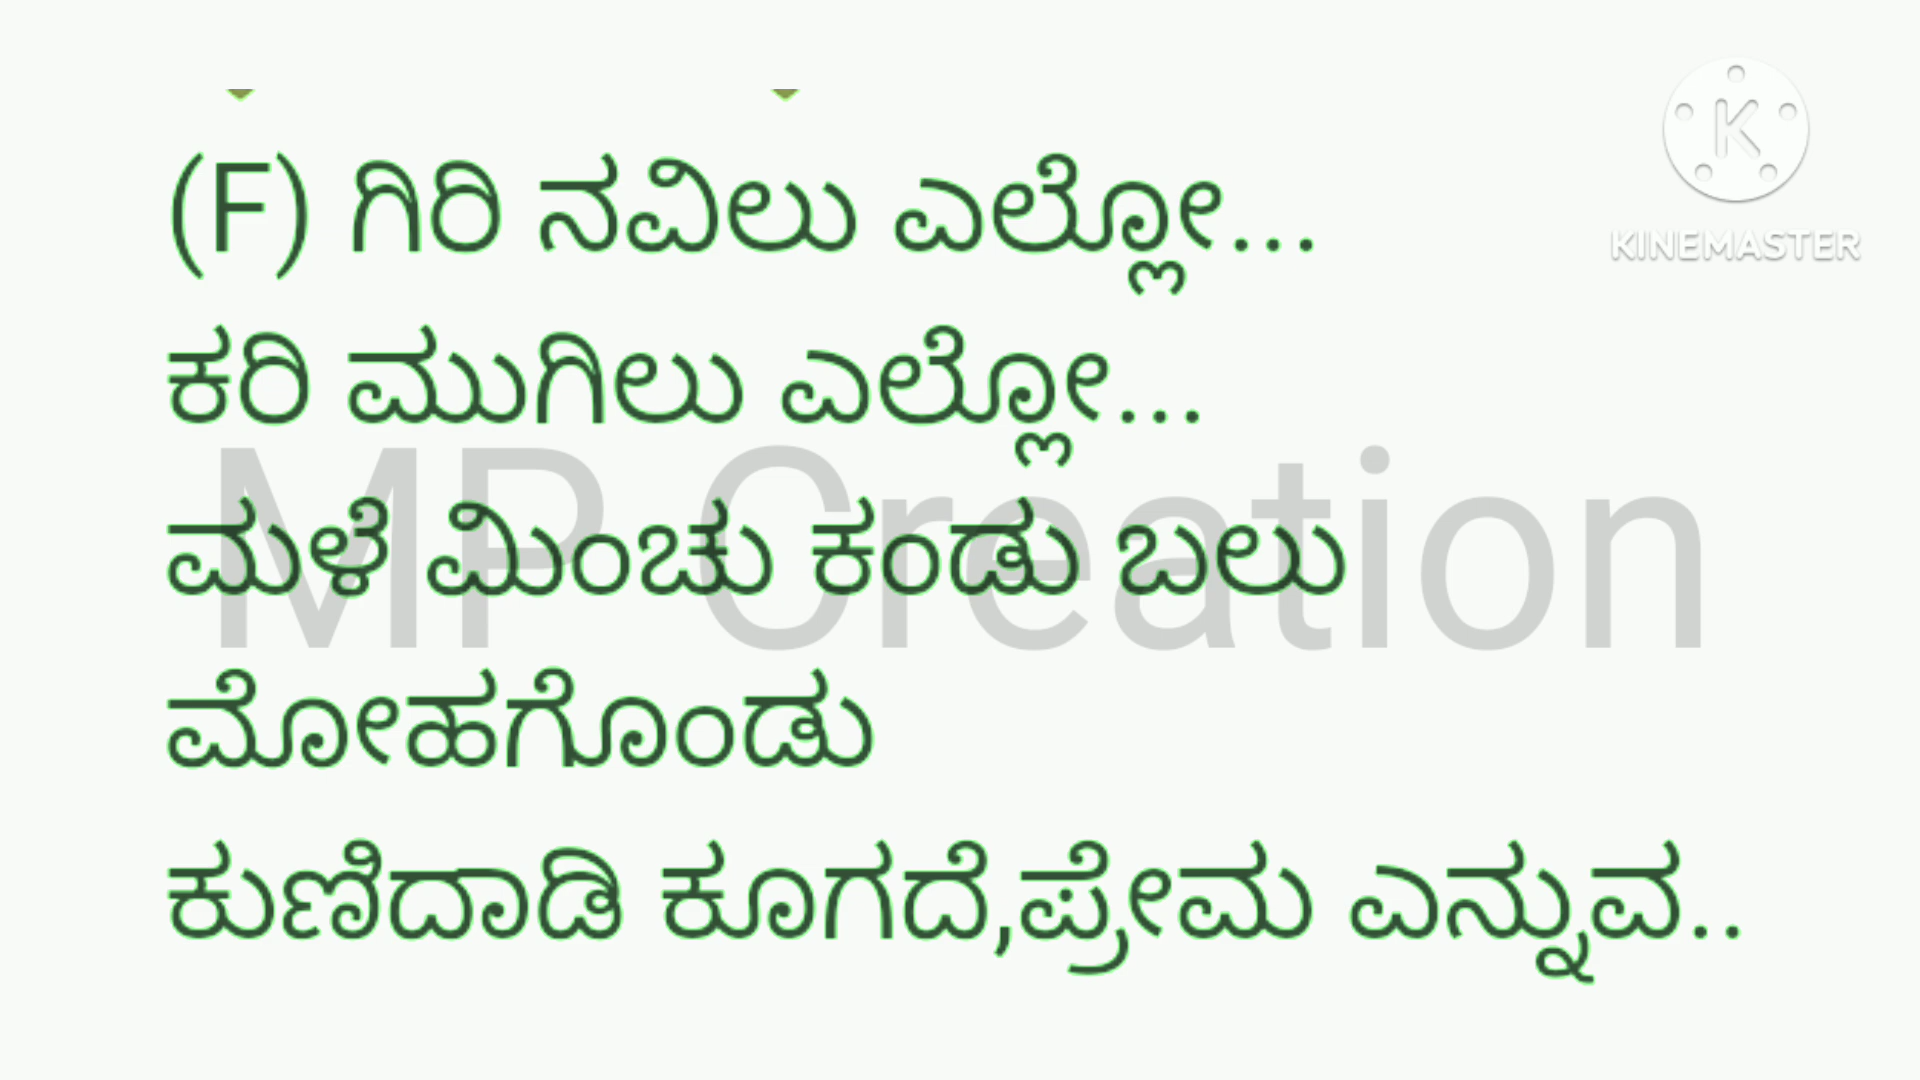 (F) ಗಿರಿ ನವಿಲು ಎಲ್ಲೋ...
KINEMASTER
ಕರಿ ಮುಗಿಲು ಎಲ್ಲೋ...
MP Creation
ಮಳೆ ಮಿಂಚು ಕಂಡು ಬಲು
ಮೋಹಗೊಂಡು
ಕುಣಿದಾಡಿ ಕೂಗದೆ,ಪ್ರೇಮ ಎನ್ನುವ..